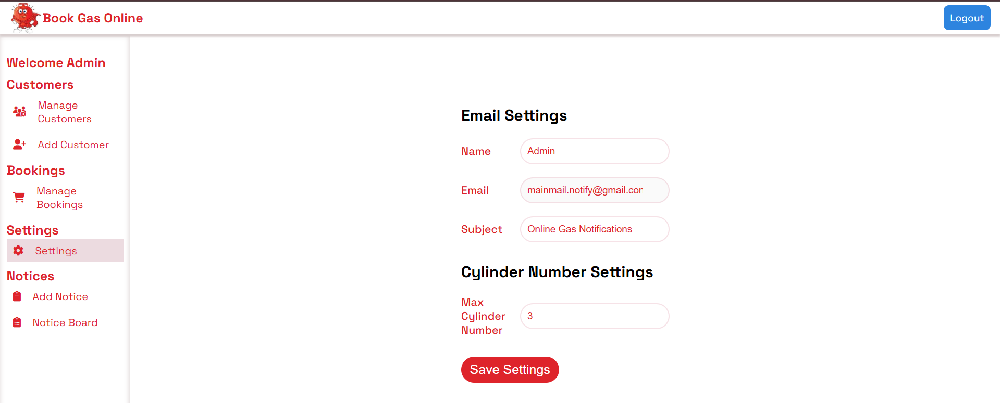 Book Gas Online
Logout
Welcome Admin
Customers
Manage
Customers
Add Customer
Bookings
Manage
Bookings
Settings
Settings
Notices
Add Notice
Notice Board
Email Settings
Name
Admin
Email
mainmail.notify@gmail.cor
Subject
Online Gas Notifications
Cylinder Number Settings
Max
Cylinder
Number
3
Save Settings